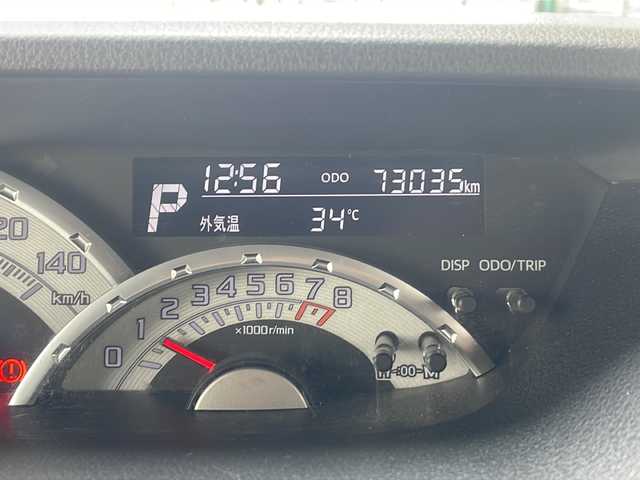 12:56 ODO 73035km
P
外気温 34℃
20
140
km/h
DISP ODO/TRIP
0 1 2 3 4 5 6 7 8
×1000r/min
H-:00-M